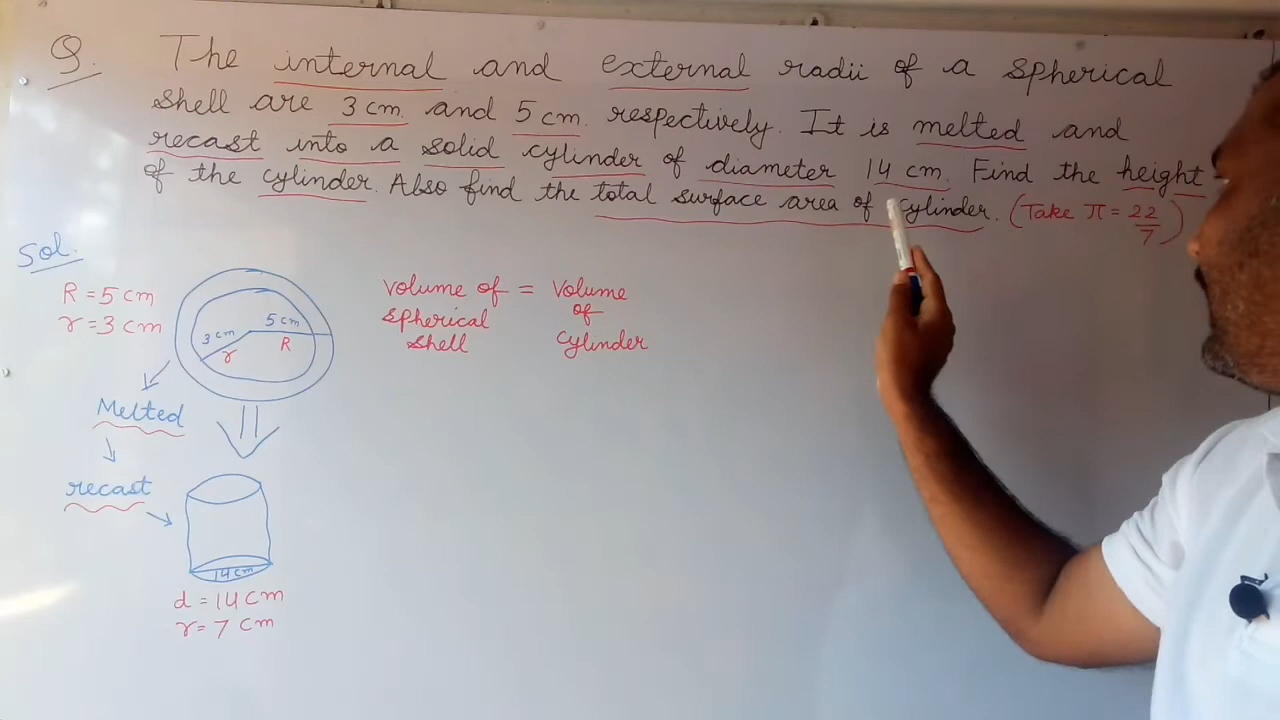 Q. The internal and external radii of a spherical
shell are 3 cm. and 5 cm. respectively. It is melted and
recast into a solid cylinder of diameter 14 cm. Find the height
of the cylinder. Also find the total surface area of cylinder. (Take π = 22/7)
Sol.
R = 5 cm
r = 3 cm
3 cm
5 cm
r
R
volume of = Volume
spherical of
shell cylinder
Melted
recast
14 cm
d = 14 cm
r = 7 cm